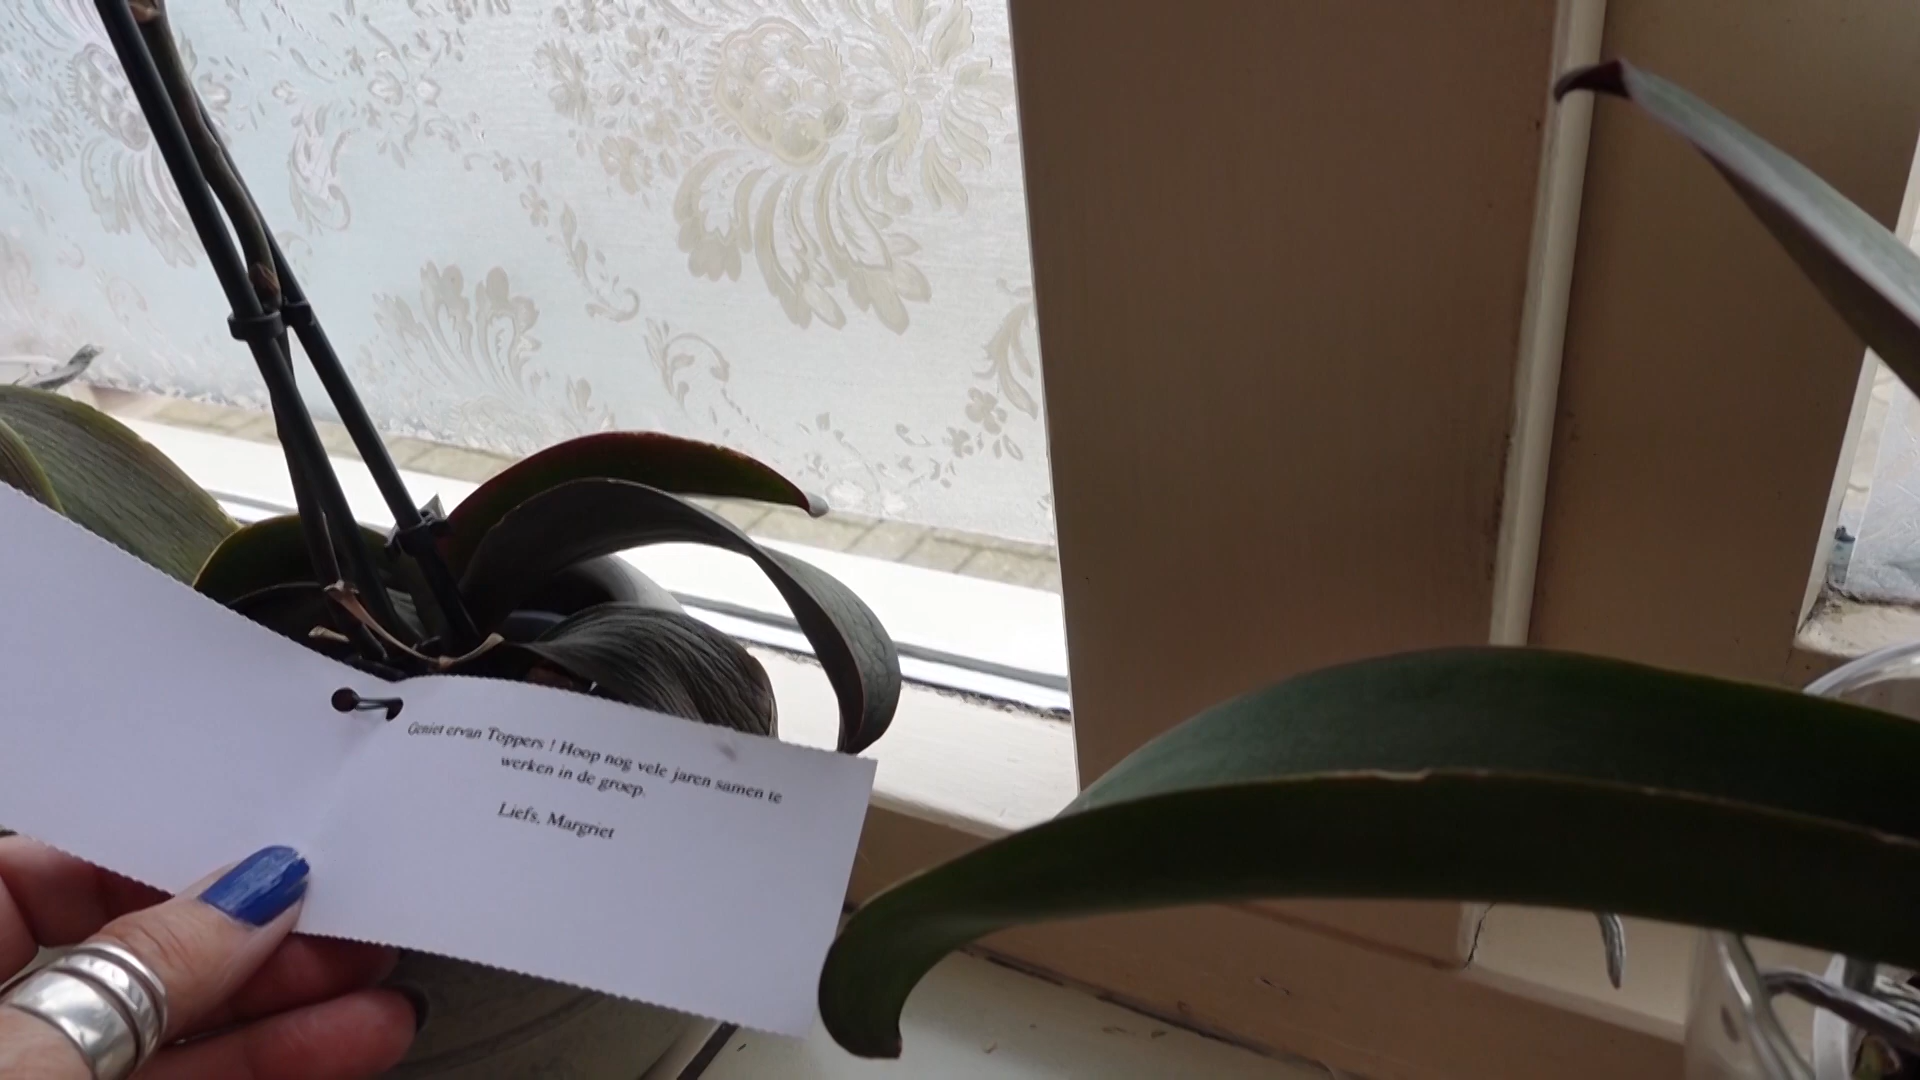 Geniet ervan Toppers ! Hoop nog vele jaren samen te
werken in de groep.
Liefs, Margriet